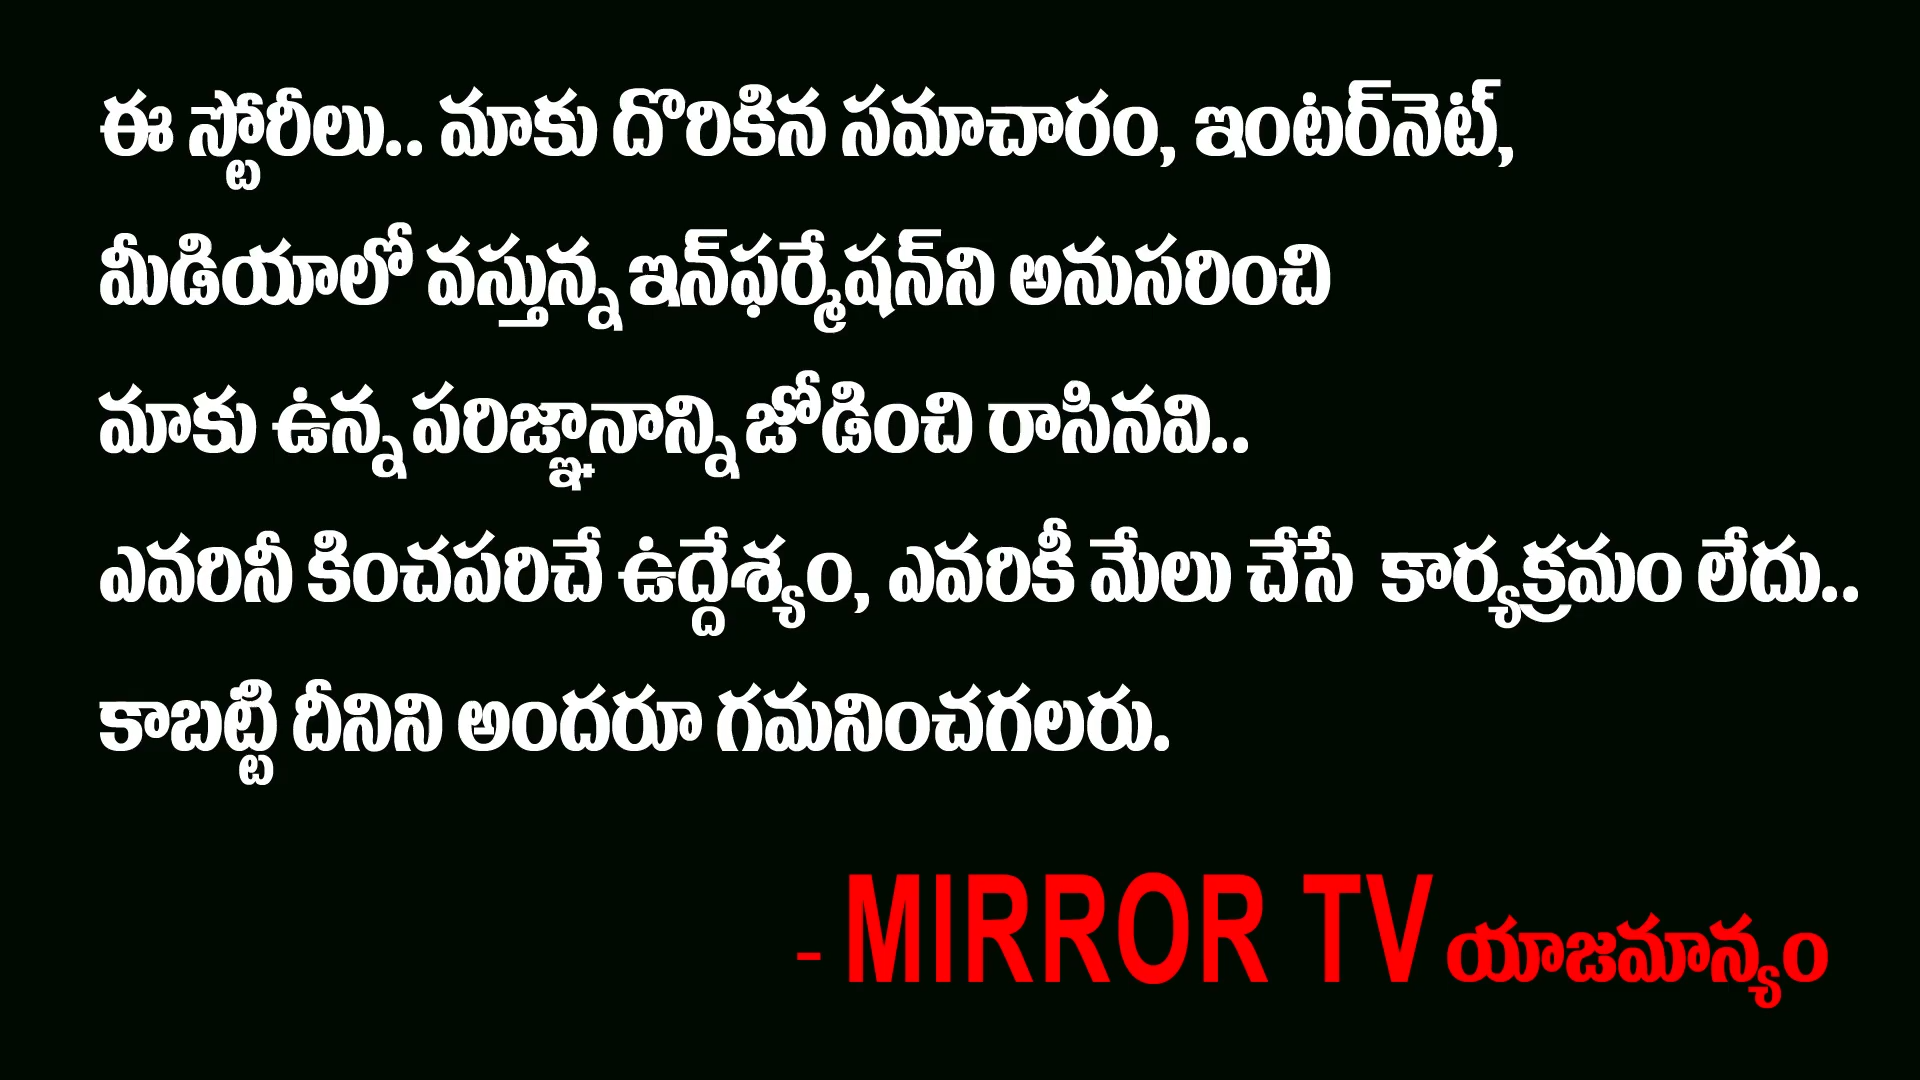 ఈ స్టోరీలు.. మాకు దొరికిన సమాచారం, ఇంటర్‌నెట్,
మీడియాలో వస్తున్న ఇన్‌ఫర్మేషన్‌ని అనుసరించి
మాకు ఉన్న పరిజ్ఞానాన్ని జోడించి రాసినవి..
ఎవరినీ కించపరిచే ఉద్దేశ్యం, ఎవరికీ మేలు చేసే కార్యక్రమం లేదు..
కాబట్టి దీనిని అందరూ గమనించగలరు.
- MIRROR TV యాజమాన్యం